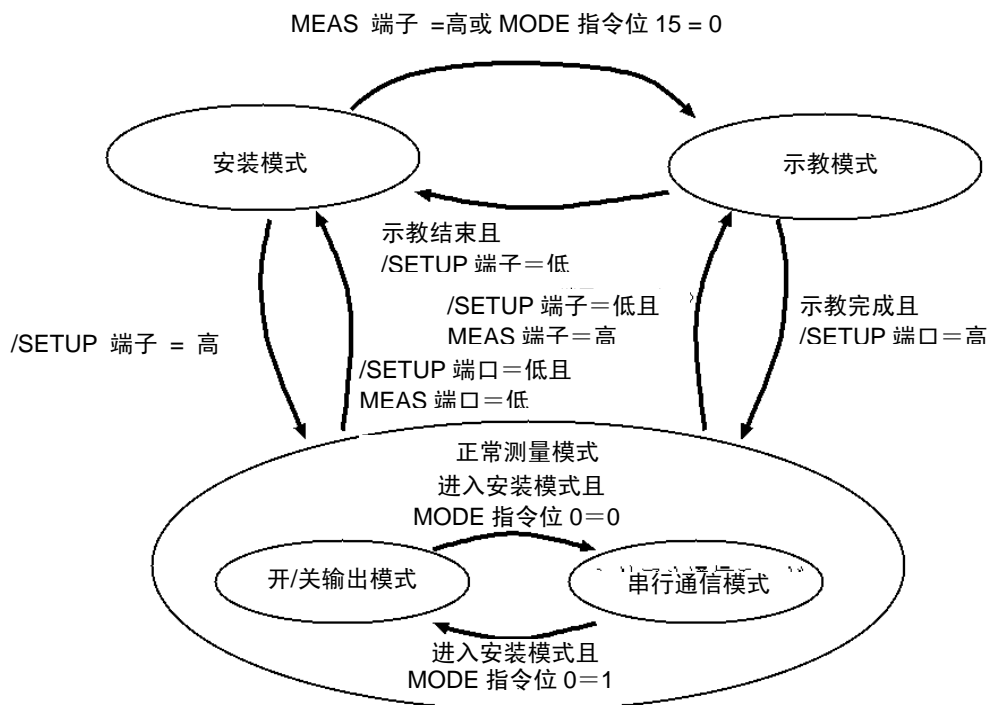 MEAS 端子 =高或 MODE 指令位 15 = 0
安装模式
示教模式
示教结束且
/SETUP 端子＝低
/SETUP 端子＝低且
MEAS 端子＝高
示教完成且
/SETUP 端口＝高
/SETUP 端子 = 高
/SETUP 端口＝低且
MEAS 端口＝低
正常测量模式
进入安装模式且
MODE 指令位 0＝0
开/关输出模式
串行通信模式
进入安装模式且
MODE 指令位 0＝1